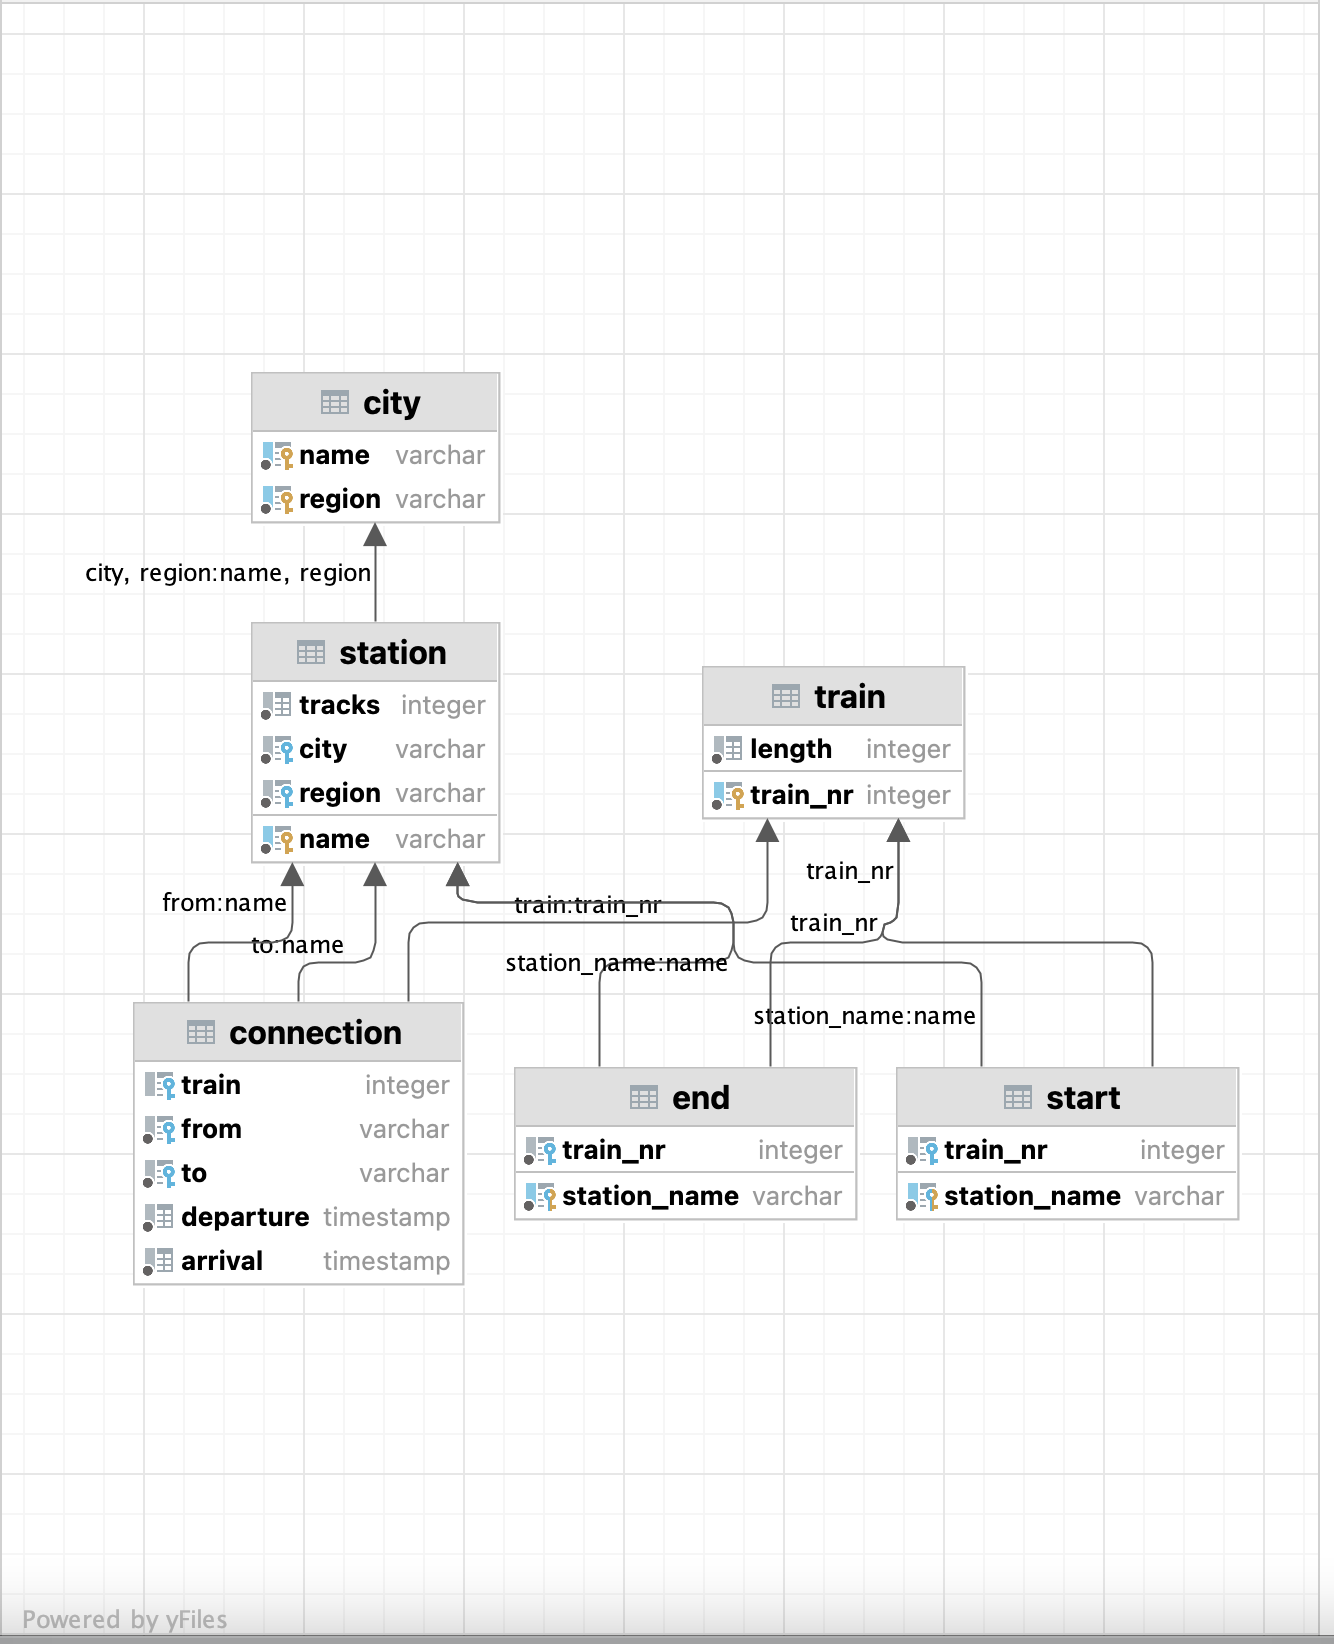 city
name varchar
region varchar
city, region:name, region
station
tracks integer
city varchar
region varchar
name varchar
train
length integer
train_nr integer
train_nr
from:name
train:train_nr
train_nr
to:name
station_name:name
station_name:name
connection
train integer
from varchar
to varchar
departure timestamp
arrival timestamp
end
train_nr integer
station_name varchar
start
train_nr integer
station_name varchar
Powered by yFiles